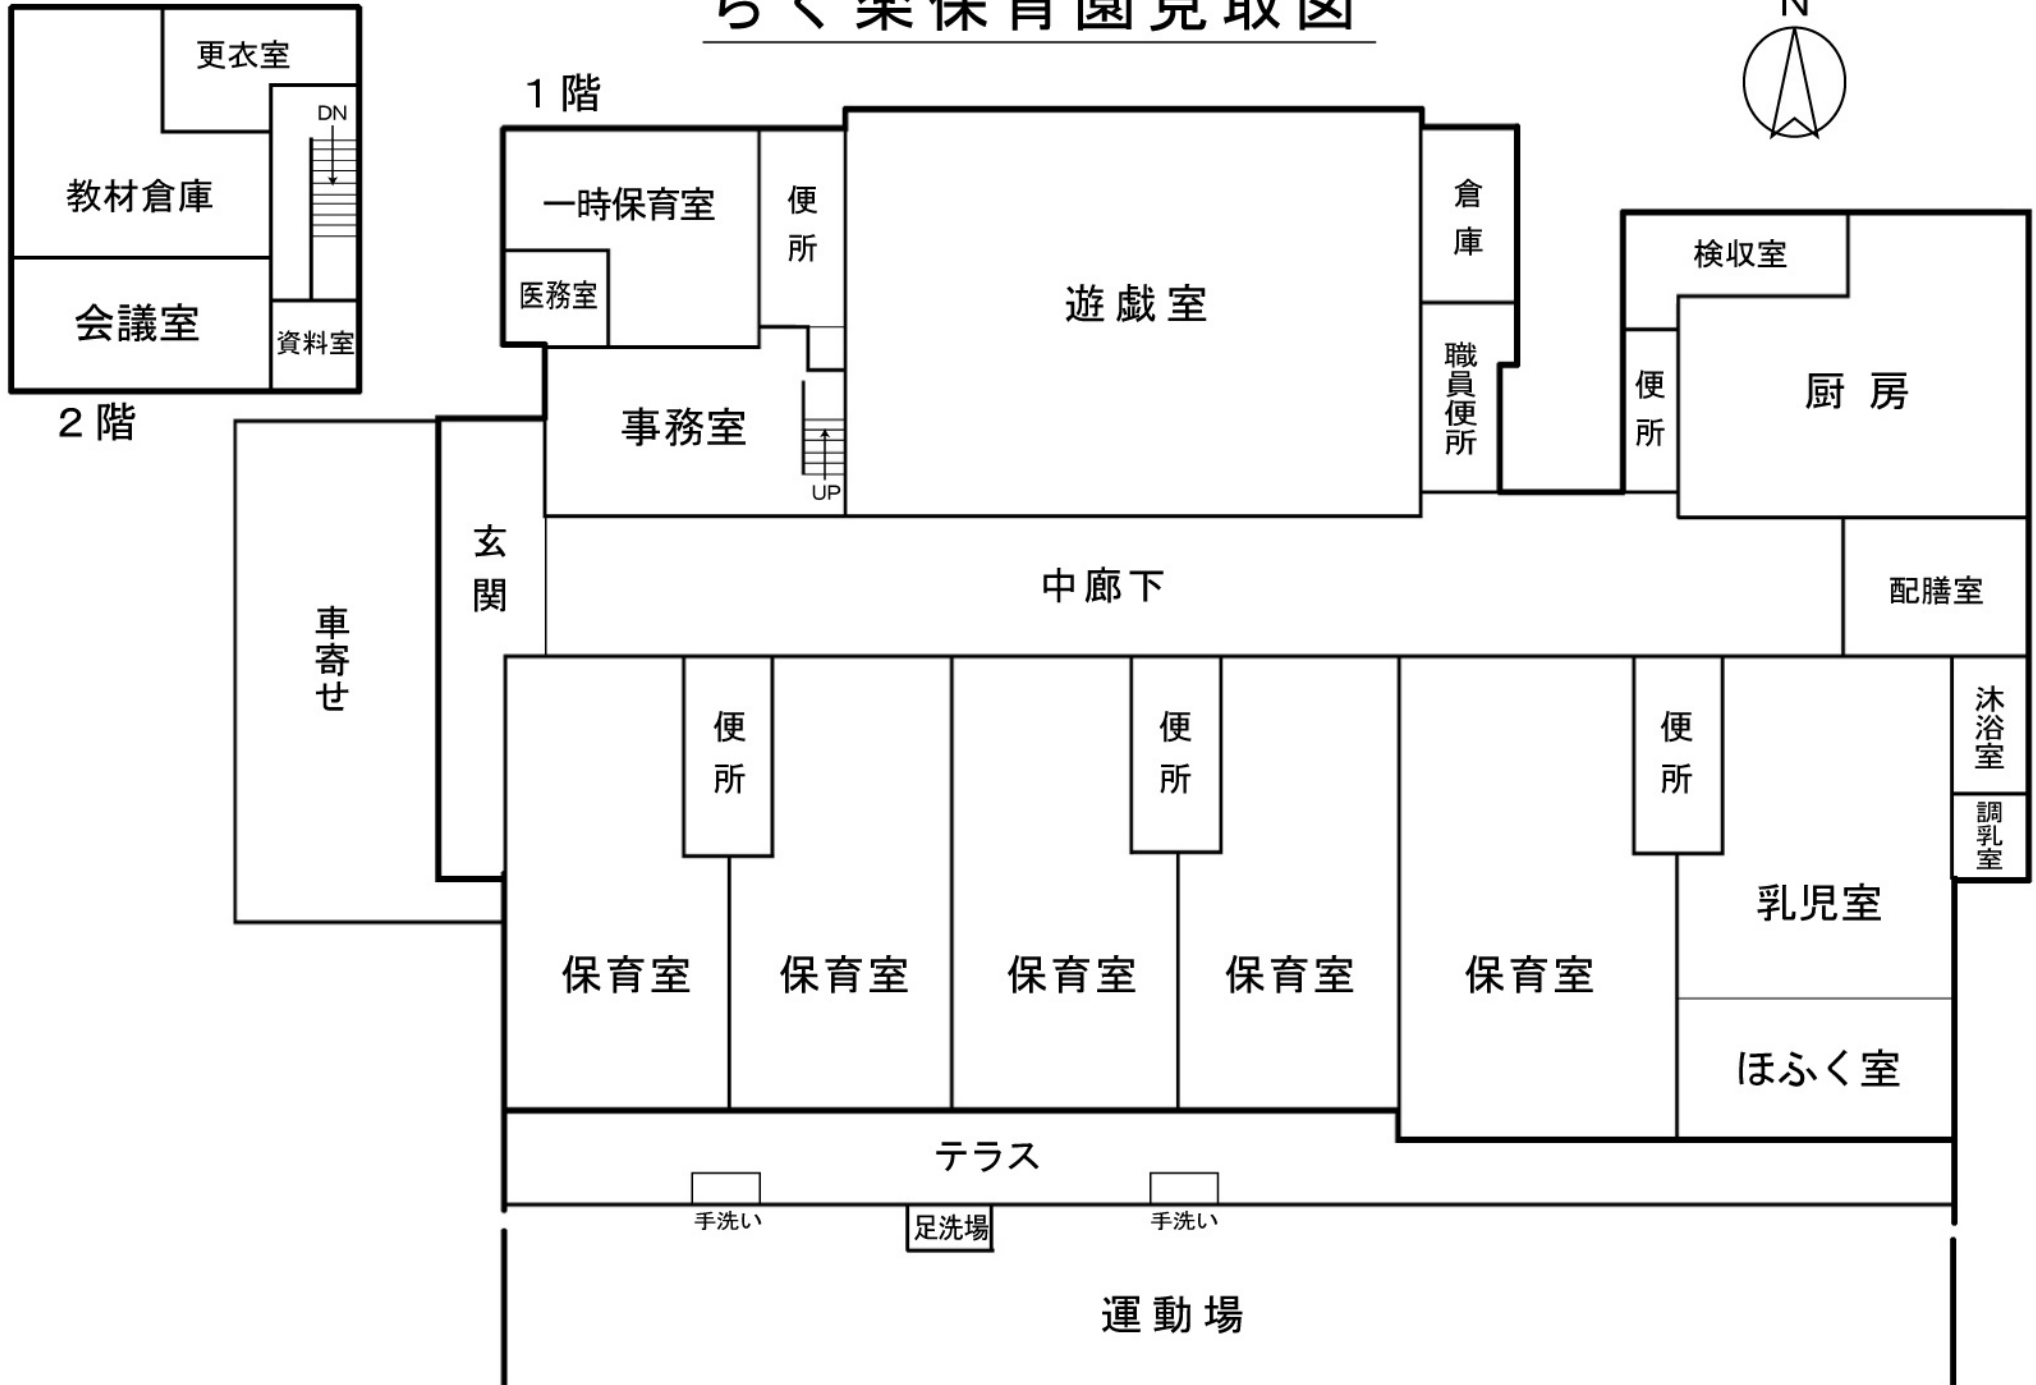 らく楽保育園見取図
N
更衣室
DN
教材倉庫
会議室
資料室
2階
1階
一時保育室
便所
医務室
事務室
UP
遊戯室
倉庫
職員便所
検収室
便所
厨房
玄関
車寄せ
中廊下
配膳室
便所
便所
便所
沐浴室
調乳室
乳児室
保育室
保育室
保育室
保育室
保育室
ほふく室
テラス
手洗い
足洗場
手洗い
運動場